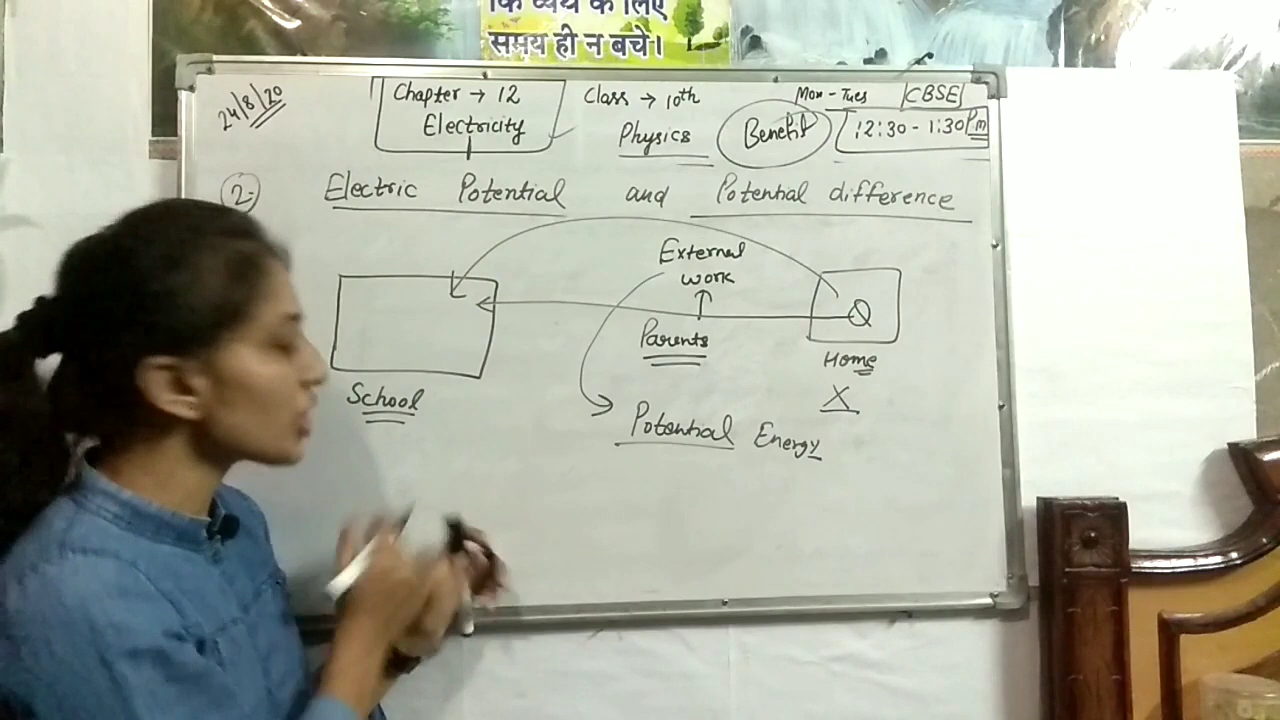 कि व्यर्थ के लिए
समय ही न बचे।
24/8/20
Chapter → 12
Electricity
Class → 10th
Physics
Benefit
Mon - Tues
CBSE
12:30 - 1:30 Pm
2-
Electric Potential and Potential difference
External
work
Parents
Q
Home
X
School
Potential Energy